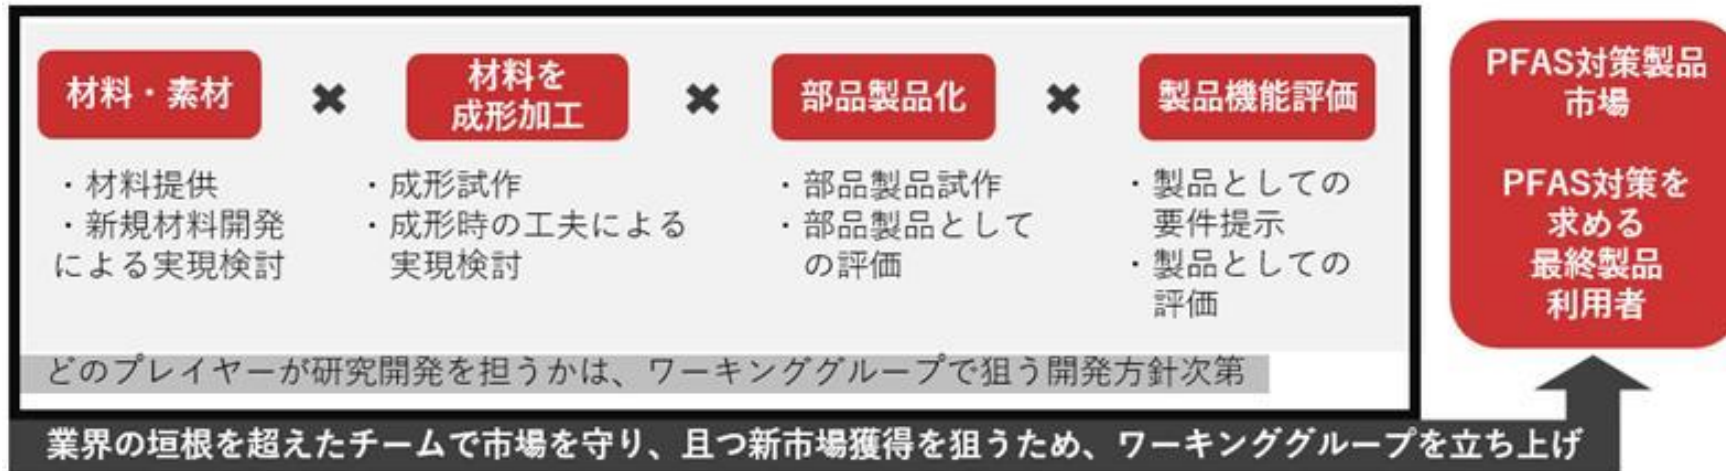 材料・素材
✖
材料を
成形加工
✖
部品製品化
✖
製品機能評価
・材料提供
・新規材料開発
による実現検討
・成形試作
・成形時の工夫による
実現検討
・部品製品試作
・部品製品として
の評価
・製品としての
要件提示
・製品としての
評価
どのプレイヤーが研究開発を担うかは、ワーキンググループで狙う開発方針次第
業界の垣根を超えたチームで市場を守り、且つ新市場獲得を狙うため、ワーキンググループを立ち上げ
PFAS対策製品
市場
PFAS対策を
求める
最終製品
利用者